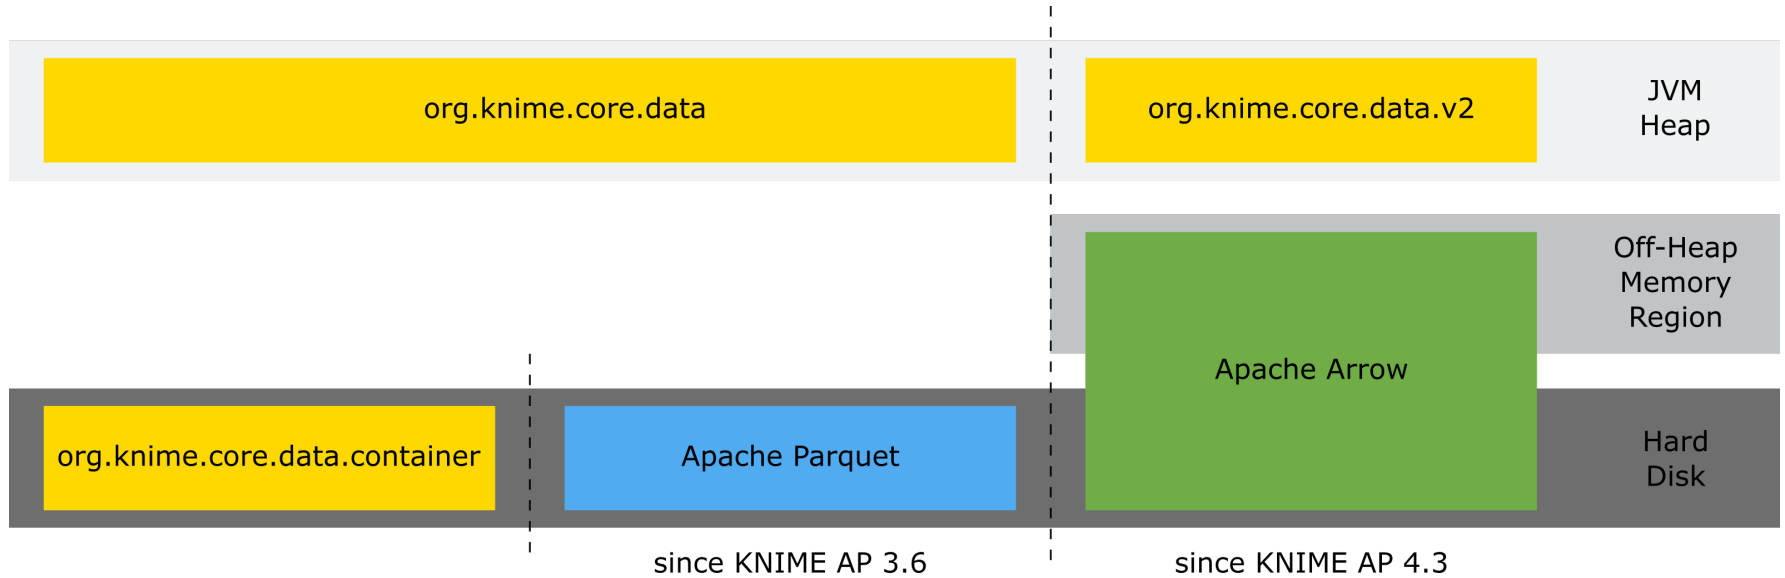 org.knime.core.data
org.knime.core.data.v2
JVM
Heap
Off-Heap
Memory
Region
Apache Arrow
org.knime.core.data.container
Apache Parquet
Hard
Disk
since KNIME AP 3.6
since KNIME AP 4.3